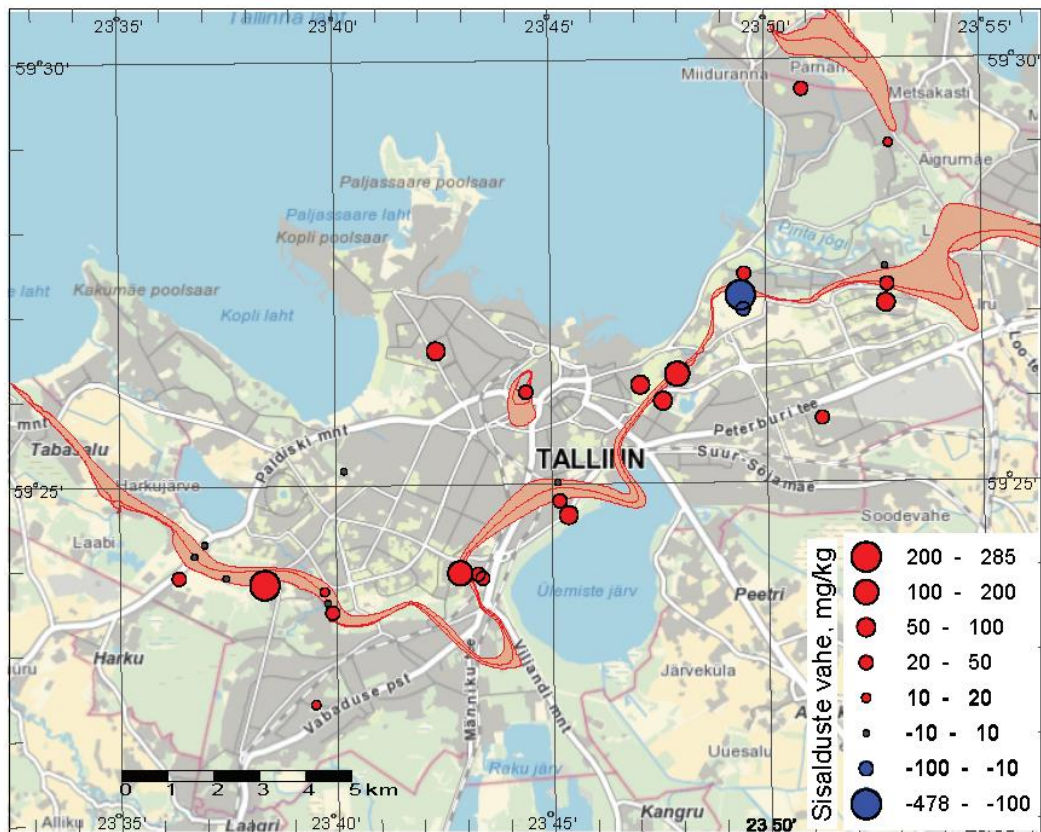 Tallinna laht
23°35'
23°40'
23°45'
23°50'
23°55'
59°30'
59°30'
Miiduranna
Metsakasti
Äigrumäe
Paljassaare poolsaar
Paljassaare laht
Kopli poolsaar
Pirita jõgi
Kakumäe poolsaar
Kopli laht
e laht
Iru
Loo-te
mnt
Tabasalu
Paldiski mnt
Peterburi tee
TALLINN
Suur-Sõjamäe
59°25'
59°25'
Harkujärve
Soodevahe
Laabi
Ülemiste järv
Peetri
Harku
Järveküla
Vabaduse pst
Männiku tee
Viljandi mnt
Uuesalu
Raku järv
Kangru
Alliku
Laagri
0 1 2 3 4 5 km
23°35'
23°40'
23°45'
23 50'
Sisalduste vahe, mg/kg
200 - 285
100 - 200
50 - 100
20 - 50
10 - 20
-10 - 10
-100 - -10
-478 - -100